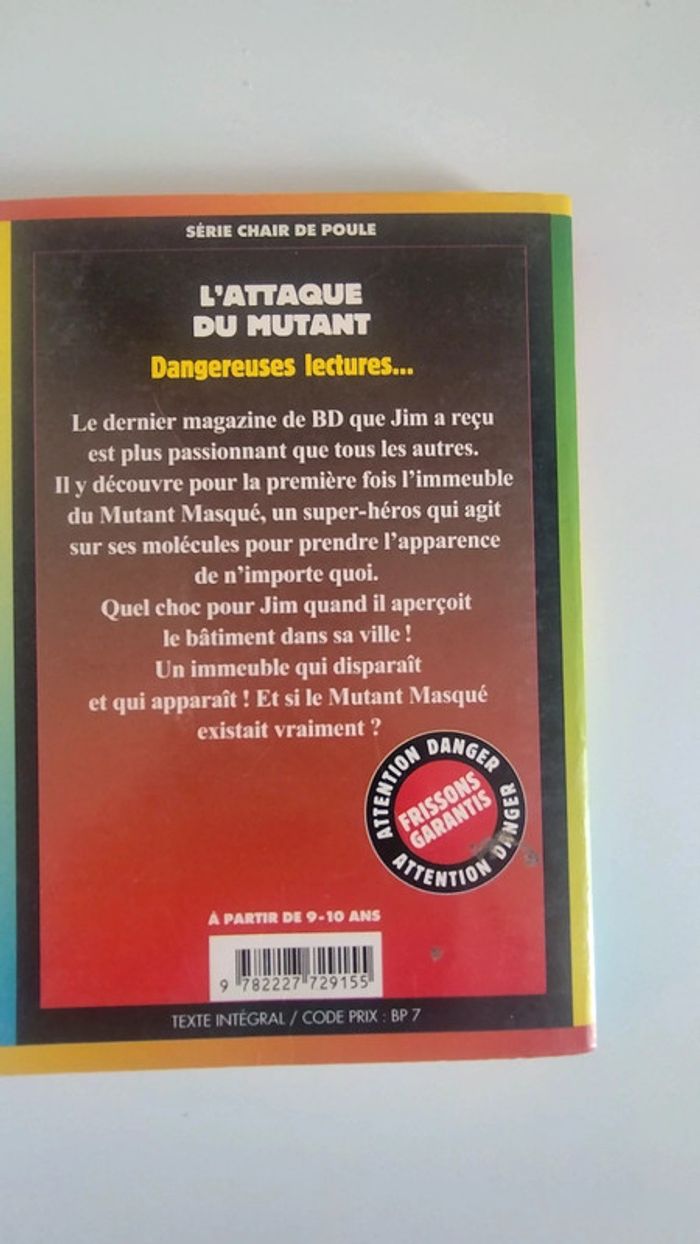 SÉRIE CHAIR DE POULE
L'ATTAQUE
DU MUTANT
Dangereuses lectures...
Le dernier magazine de BD que Jim a reçu
est plus passionnant que tous les autres.
Il y découvre pour la première fois l'immeuble
du Mutant Masqué, un super-héros qui agit
sur ses molécules pour prendre l'apparence
de n'importe quoi.
Quel choc pour Jim quand il aperçoit
le bâtiment dans sa ville !
Un immeuble qui disparaît
et qui apparaît ! Et si le Mutant Masqué
existait vraiment ?
ATTENTION DANGER
FRISSONS
GARANTIS
ATTENTION DANGER
À PARTIR DE 9-10 ANS
9 782227 729155
TEXTE INTÉGRAL / CODE PRIX : BP 7